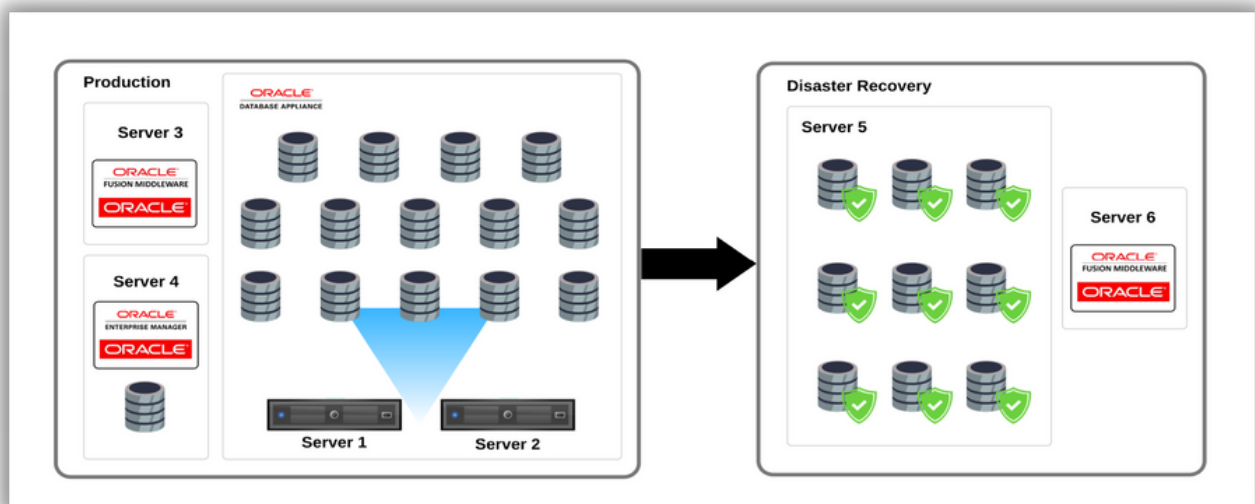 Production
Server 3
ORACLE
FUSION MIDDLEWARE
ORACLE
Server 4
ORACLE
ENTERPRISE MANAGER
ORACLE
ORACLE
DATABASE APPLIANCE
Server 1
Server 2
Disaster Recovery
Server 5
Server 6
ORACLE
FUSION MIDDLEWARE
ORACLE